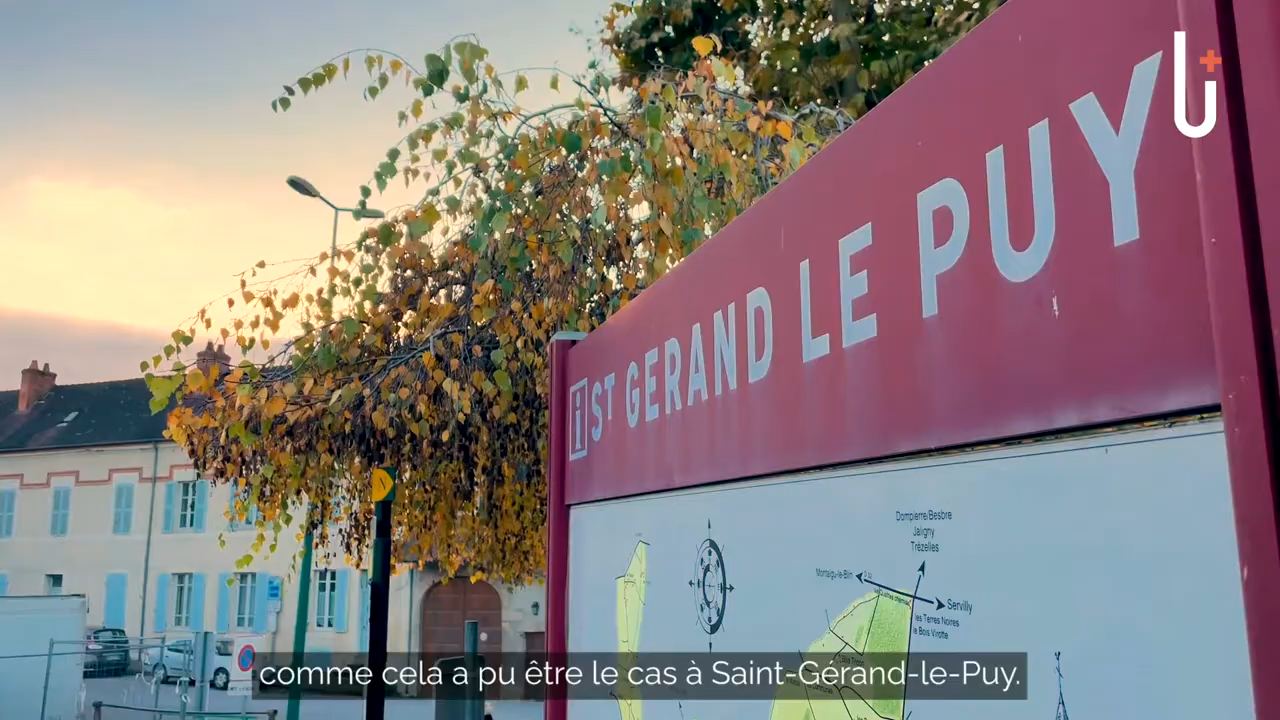 i ST GERAND LE PUY
Dompierre/Besbre
Jaligny
Trézelles
Montaigu-le-Blin
Servilly
les Terres Noires
le Bois Virotte
comme cela a pu être le cas à Saint-Gérand-le-Puy.